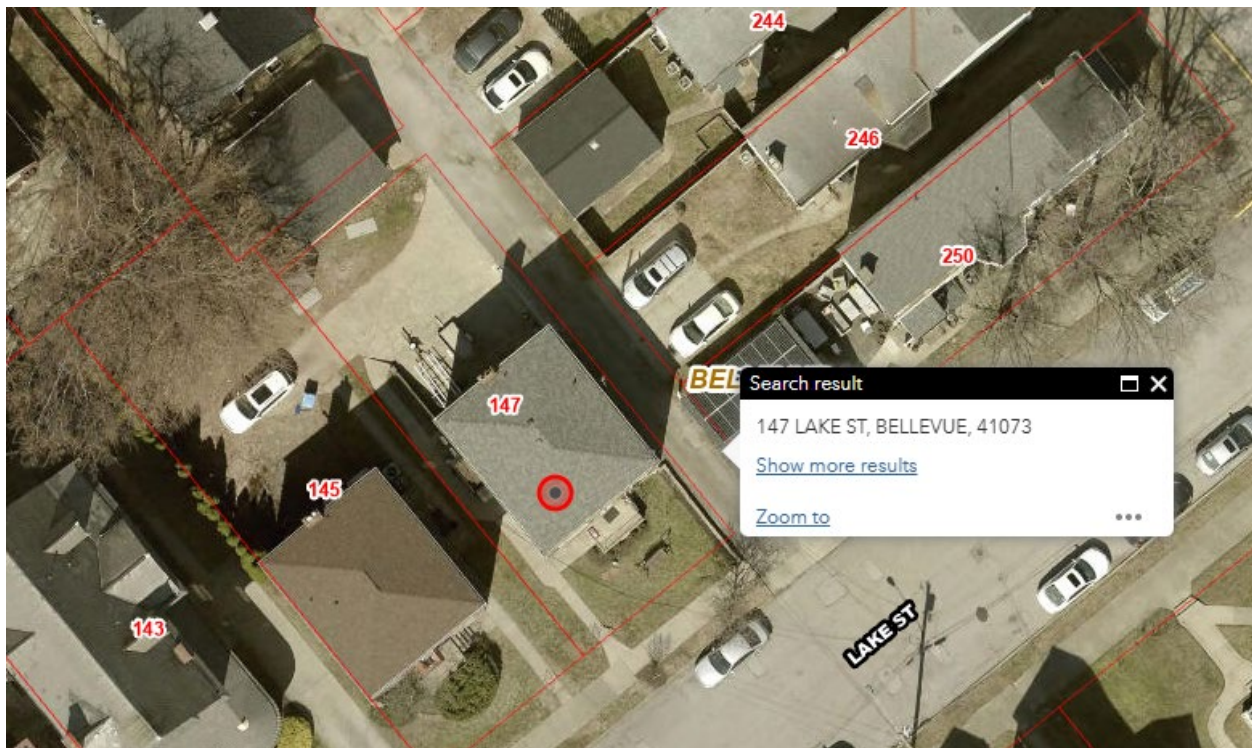 244
246
250
BEL
Search result
147 LAKE ST, BELLEVUE, 41073
Show more results
Zoom to
147
145
143
LAKE ST